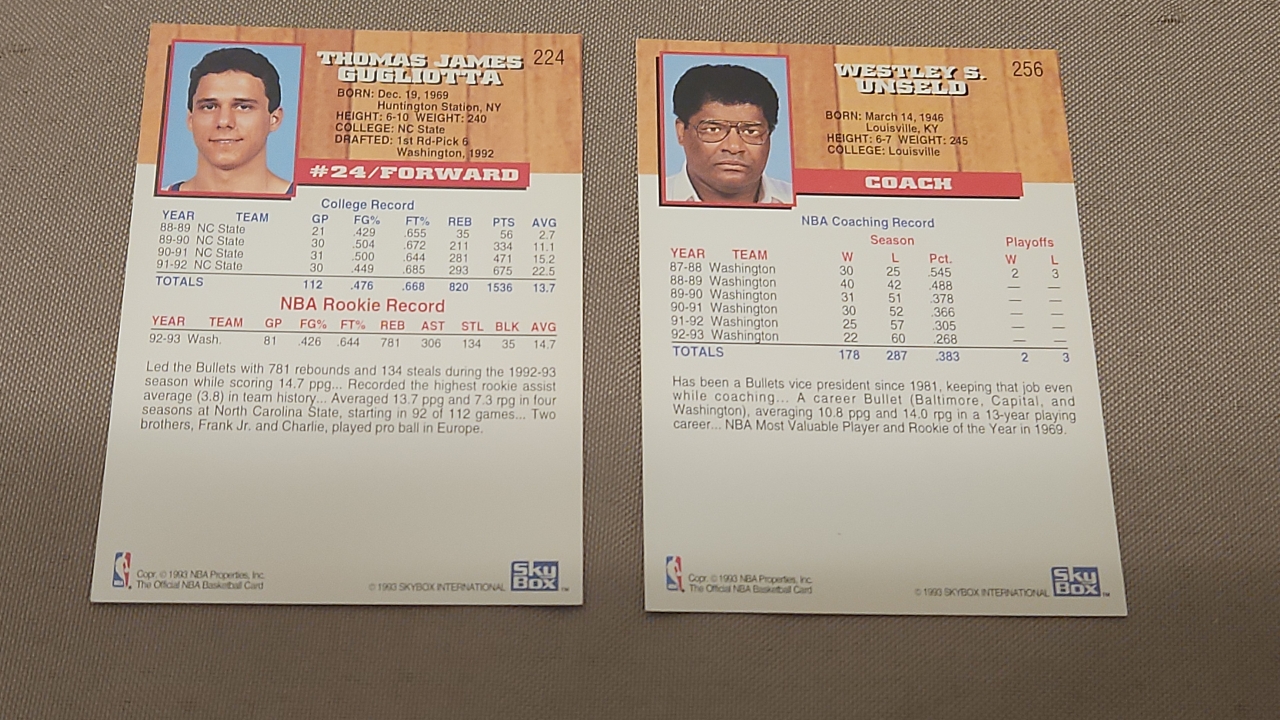 THOMAS JAMES 224
GUGLIOTTA
BORN: Dec. 19, 1969
Huntington Station, NY
HEIGHT: 6-10 WEIGHT: 240
COLLEGE: NC State
DRAFTED: 1st Rd-Pick 6
Washington, 1992
#24/FORWARD
College Record
YEAR TEAM GP FG% FT% REB PTS AVG
88-89 NC State 21 .429 .655 35 56 2.7
89-90 NC State 30 .504 .672 211 334 11.1
90-91 NC State 31 .500 .644 281 471 15.2
91-92 NC State 30 .449 .685 293 675 22.5
TOTALS 112 .476 .668 820 1536 13.7
NBA Rookie Record
YEAR TEAM GP FG% FT% REB AST STL BLK AVG
92-93 Wash. 81 .426 .644 781 306 134 35 14.7
Led the Bullets with 781 rebounds and 134 steals during the 1992-93
season while scoring 14.7 ppg... Recorded the highest rookie assist
average (3.8) in team history... Averaged 13.7 ppg and 7.3 rpg in four
seasons at North Carolina State, starting in 92 of 112 games... Two
brothers, Frank Jr. and Charlie, played pro ball in Europe.
NBA
Copr. © 1993 NBA Properties, Inc.
The Official NBA Basketball Card
© 1993 SKYBOX INTERNATIONAL
Sky
Box TM
WESTLEY S. 256
UNSELD
BORN: March 14, 1946
Louisville, KY
HEIGHT: 6-7 WEIGHT: 245
COLLEGE: Louisville
COACH
NBA Coaching Record
Season Playoffs
YEAR TEAM W L Pct. W L
87-88 Washington 30 25 .545 2 3
88-89 Washington 40 42 .488 — —
89-90 Washington 31 51 .378 — —
90-91 Washington 30 52 .366 — —
91-92 Washington 25 57 .305 — —
92-93 Washington 22 60 .268 — —
TOTALS 178 287 .383 2 3
Has been a Bullets vice president since 1981, keeping that job even
while coaching... A career Bullet (Baltimore, Capital, and
Washington), averaging 10.8 ppg and 14.0 rpg in a 13-year playing
career... NBA Most Valuable Player and Rookie of the Year in 1969.
Copr. © 1993 NBA Properties, Inc.
The Official NBA Basketball Card
© 1993 SKYBOX INTERNATIONAL
Sky
Box TM